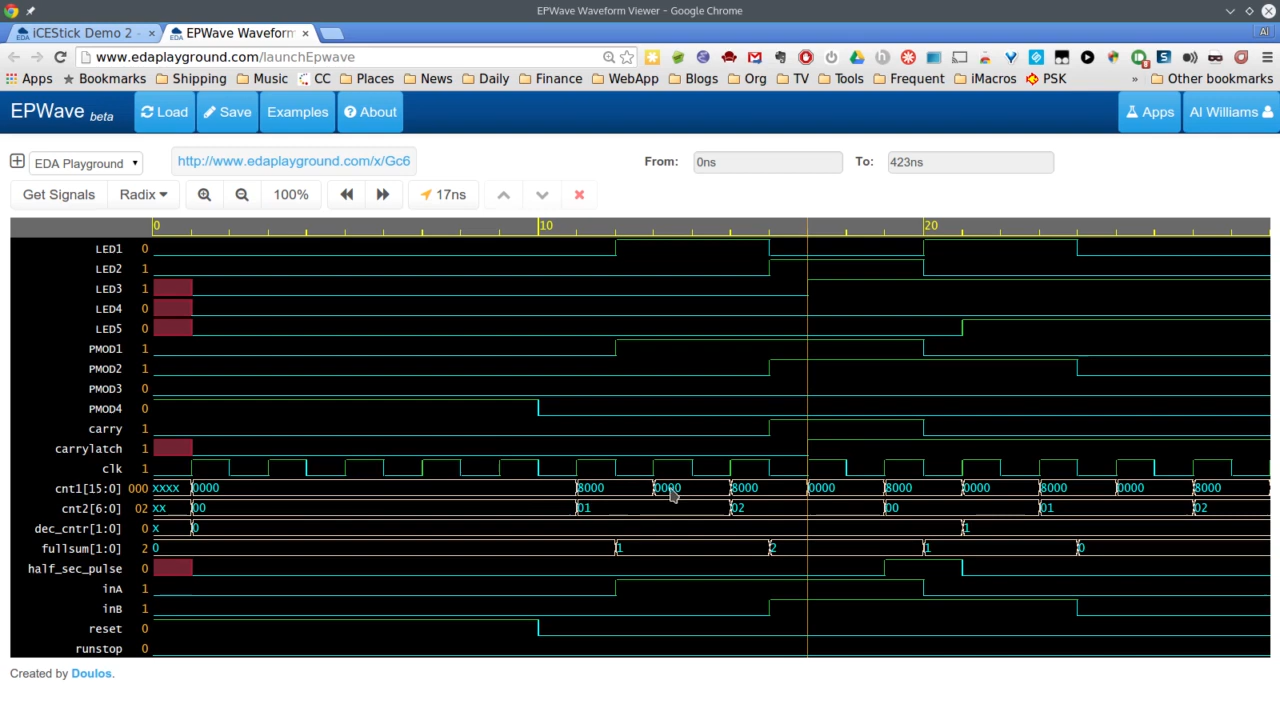 EPWave Waveform Viewer - Google Chrome
iCEStick Demo 2 - × EPWave Waveform × Al
www.edaplayground.com/launchEpwave
Apps Bookmarks Shipping Music CC Places News Daily Finance WebApp Blogs Org TV Tools Frequent iMacros PSK » Other bookmarks
EPWave beta Load Save Examples About Apps Al Williams
EDA Playground http://www.edaplayground.com/x/Gc6 From: 0ns To: 423ns
Get Signals Radix 100% 17ns
0 10 20
LED1 0
LED2 1
LED3 1
LED4 0
LED5 0
PMOD1 1
PMOD2 1
PMOD3 0
PMOD4 0
carry 1
carrylatch 1
clk 1
cnt1[15:0] 000 xxxx 0000 8000 0000 8000 0000 8000 0000 8000 0000 8000
cnt2[6:0] 02 xx 00 01 02 00 01 02
dec_cntr[1:0] 0 x 0 1
fullsum[1:0] 2 0 1 2 1 0
half_sec_pulse 0
inA 1
inB 1
reset 0
runstop 0
Created by Doulos.